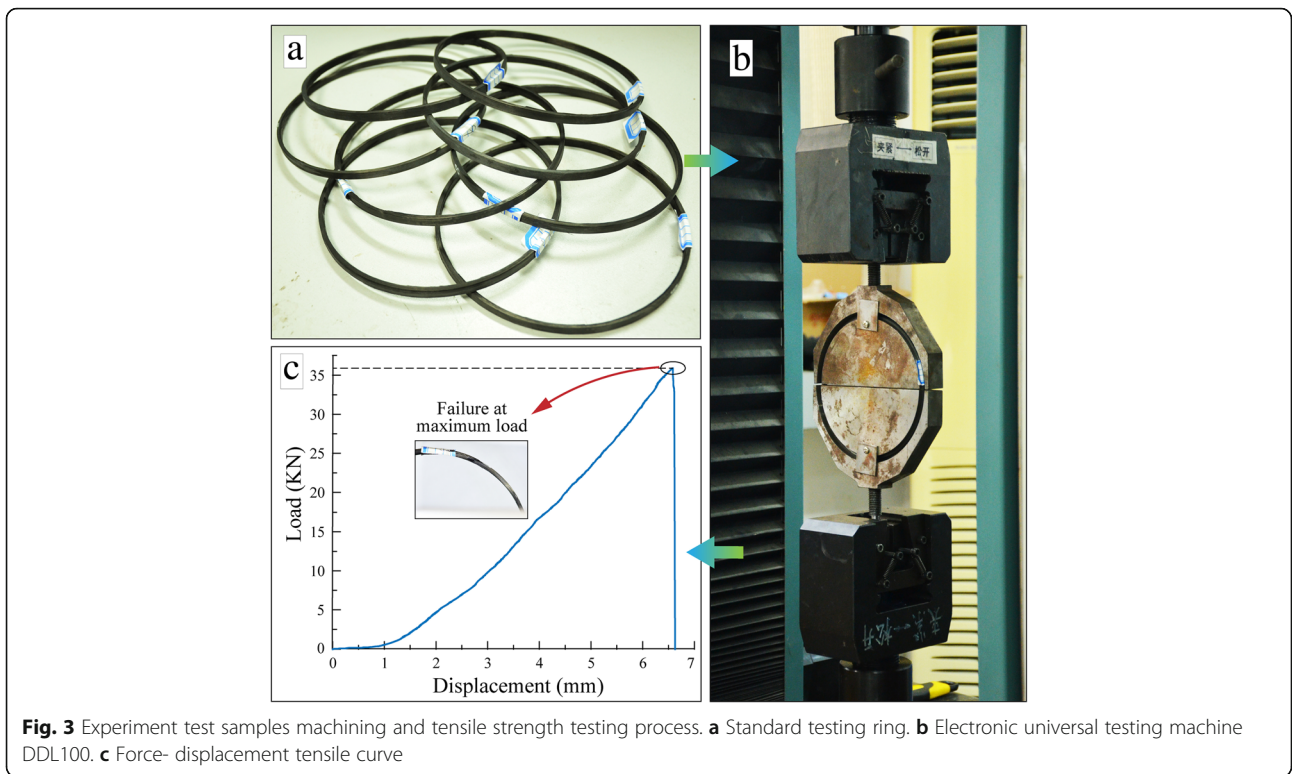 a
b
夹紧 ←→ 松开
c
Load (KN)
35
30
25
20
15
10
5
0
Failure at
maximum load
0 1 2 3 4 5 6 7
Displacement (mm)
Fig. 3 Experiment test samples machining and tensile strength testing process. a Standard testing ring. b Electronic universal testing machine
DDL100. c Force- displacement tensile curve